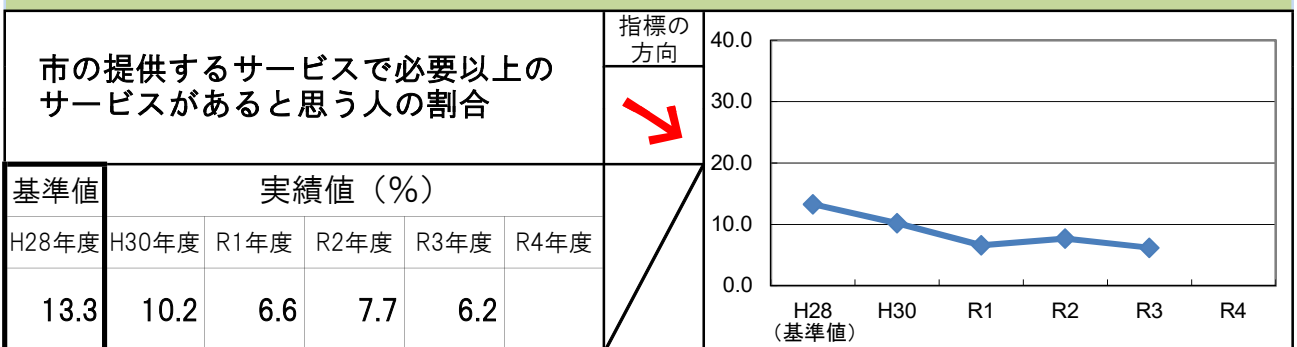 市の提供するサービスで必要以上の
サービスがあると思う人の割合
指標の
方向
基準値 実績値（%）
H28年度 H30年度 R1年度 R2年度 R3年度 R4年度
13.3 10.2 6.6 7.7 6.2
40.0
30.0
20.0
10.0
0.0
H28 H30 R1 R2 R3 R4
（基準値）